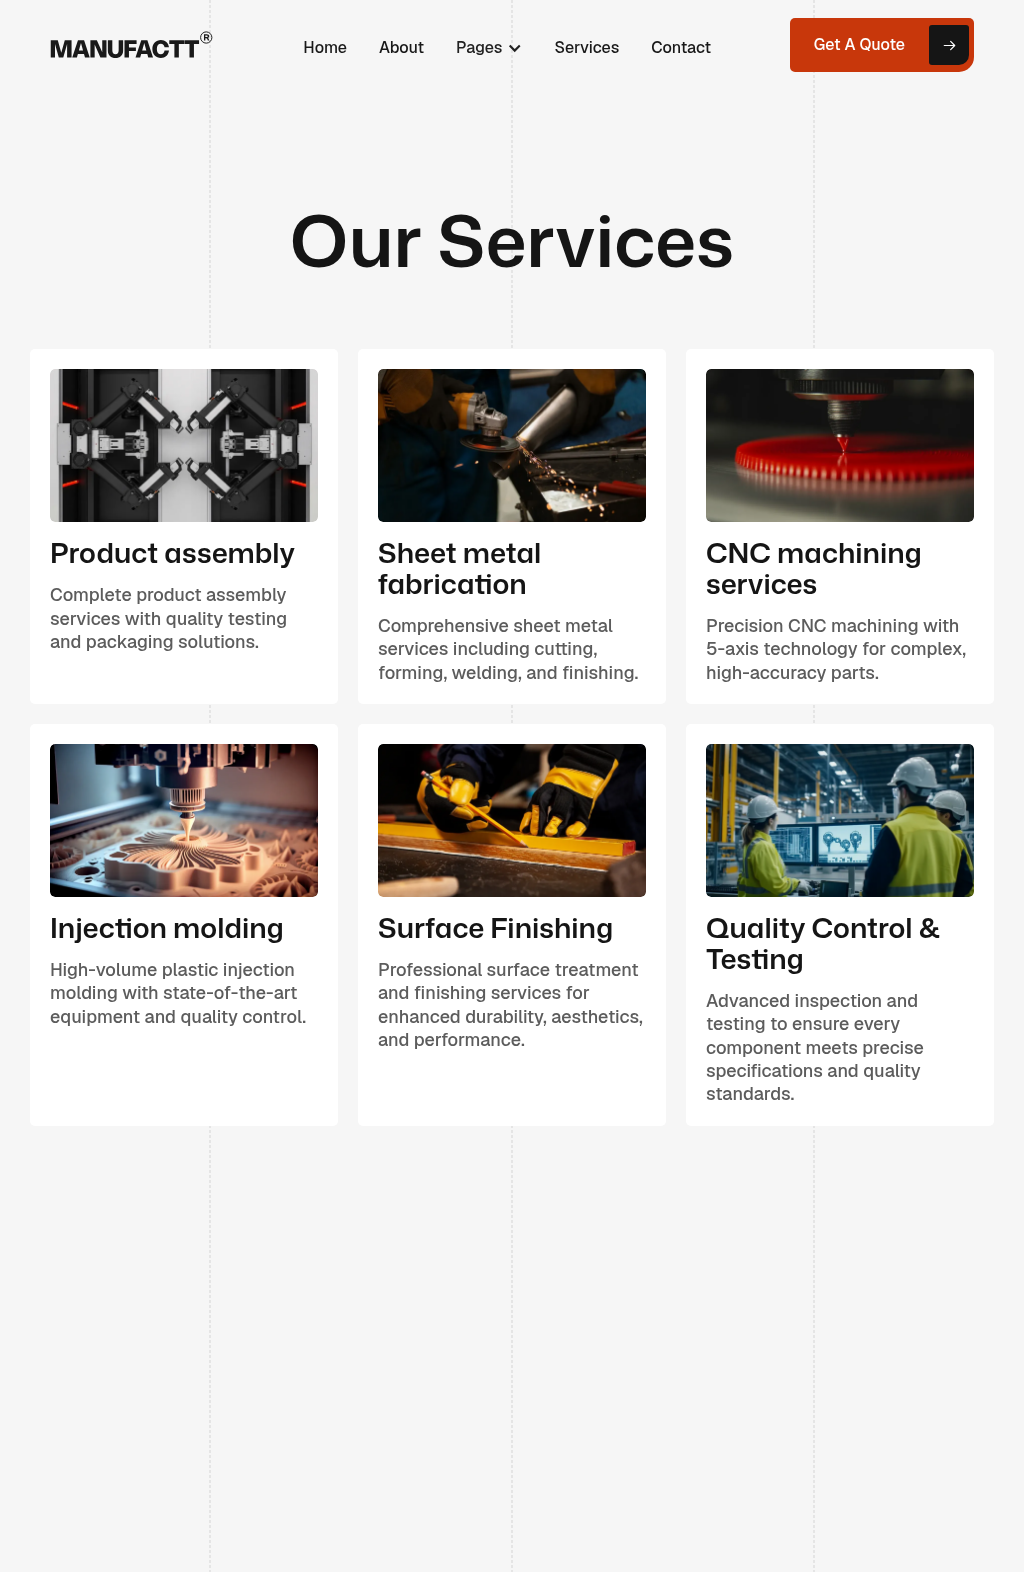 MANUFACTT®
Home
About
Pages
Services
Contact
Get A Quote
Our Services
Product assembly
Complete product assembly
services with quality testing
and packaging solutions.
Sheet metal
fabrication
Comprehensive sheet metal
services including cutting,
forming, welding, and finishing.
CNC machining
services
Precision CNC machining with
5-axis technology for complex,
high-accuracy parts.
Injection molding
High-volume plastic injection
molding with state-of-the-art
equipment and quality control.
Surface Finishing
Professional surface treatment
and finishing services for
enhanced durability, aesthetics,
and performance.
Quality Control &
Testing
Advanced inspection and
testing to ensure every
component meets precise
specifications and quality
standards.